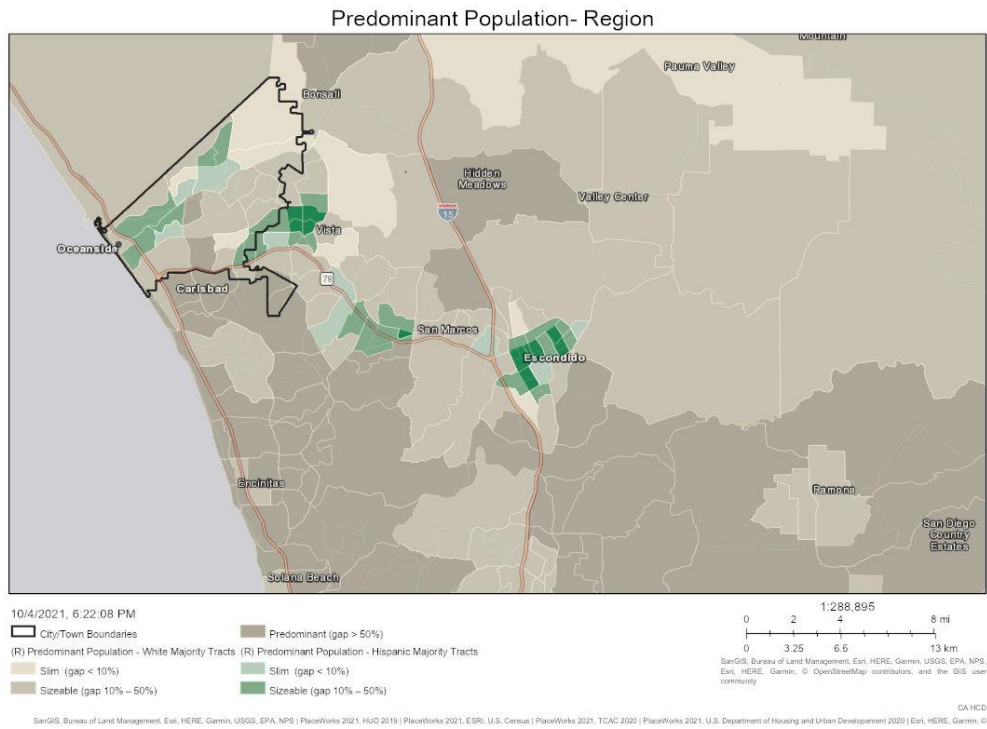 Predominant Population- Region
Mountain
Pauma Valley
Bonsall
Hidden
Meadows
Valley Center
15
Vista
Oceanside
78
Carlsbad
San Marcos
Escondido
Encinitas
Ramona
San Diego
Country
Estates
Solana Beach
10/4/2021, 6:22:08 PM
City/Town Boundaries
(R) Predominant Population - White Majority Tracts
Slim (gap < 10%)
Sizeable (gap 10% – 50%)
Predominant (gap > 50%)
(R) Predominant Population - Hispanic Majority Tracts
Slim (gap < 10%)
Sizeable (gap 10% – 50%)
1:288,895
0 2 4 8 mi
0 3.25 6.5 13 km
SanGIS, Bureau of Land Management, Esri, HERE, Garmin, USGS, EPA, NPS,
Esri, HERE, Garmin, © OpenStreetMap contributors, and the GIS user
community
CA HCD
SanGIS, Bureau of Land Management, Esri, HERE, Garmin, USGS, EPA, NPS | PlaceWorks 2021, HUD 2019 | PlaceWorks 2021, ESRI, U.S. Census | PlaceWorks 2021, TCAC 2020 | PlaceWorks 2021, U.S. Department of Housing and Urban Developement 2020 | Esri, HERE, Garmin, ©